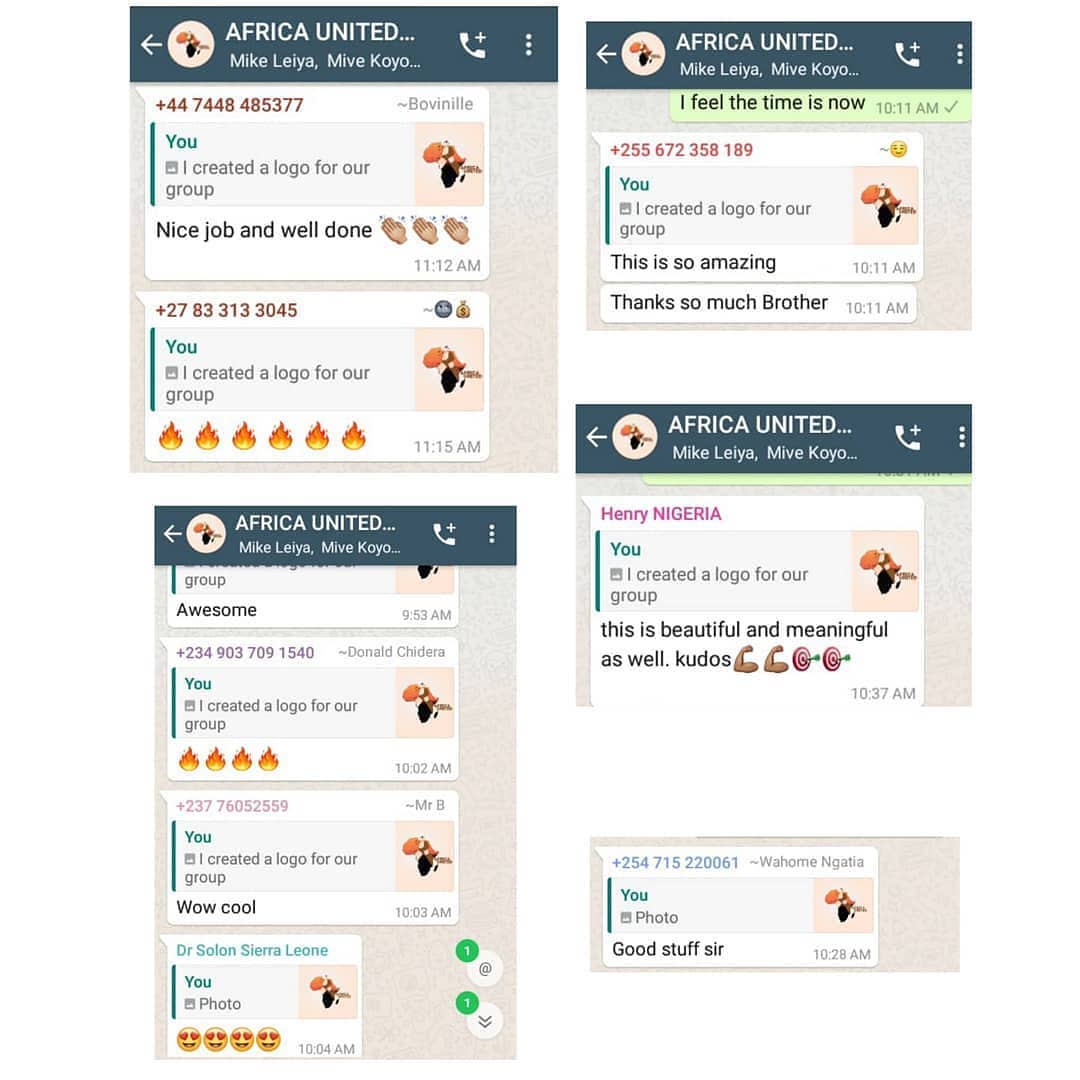 AFRICA UNITED...
Mike Leiya, Mive Koyo...
+44 7448 485377 ~Bovinille
You
I created a logo for our
group
Nice job and well done 👏🏽👏🏽👏🏽
11:12 AM
+27 83 313 3045 ~🌚💰
You
I created a logo for our
group
🔥🔥🔥🔥🔥🔥 11:15 AM
AFRICA UNITED...
Mike Leiya, Mive Koyo...
I feel the time is now 10:11 AM
+255 672 358 189 ~😌
You
I created a logo for our
group
This is so amazing 10:11 AM
Thanks so much Brother 10:11 AM
AFRICA UNITED...
Mike Leiya, Mive Koyo...
Henry NIGERIA
You
I created a logo for our
group
this is beautiful and meaningful
as well. kudos💪🏾💪🏾🎯🎯
10:37 AM
AFRICA UNITED...
Mike Leiya, Mive Koyo...
group
Awesome 9:53 AM
+234 903 709 1540 ~Donald Chidera
You
I created a logo for our
group
🔥🔥🔥🔥 10:02 AM
+237 76052559 ~Mr B
You
I created a logo for our
group
Wow cool 10:03 AM
Dr Solon Sierra Leone
You
Photo
😍😍😍😍 10:04 AM
1
@
1
+254 715 220061 ~Wahome Ngatia
You
Photo
Good stuff sir 10:28 AM